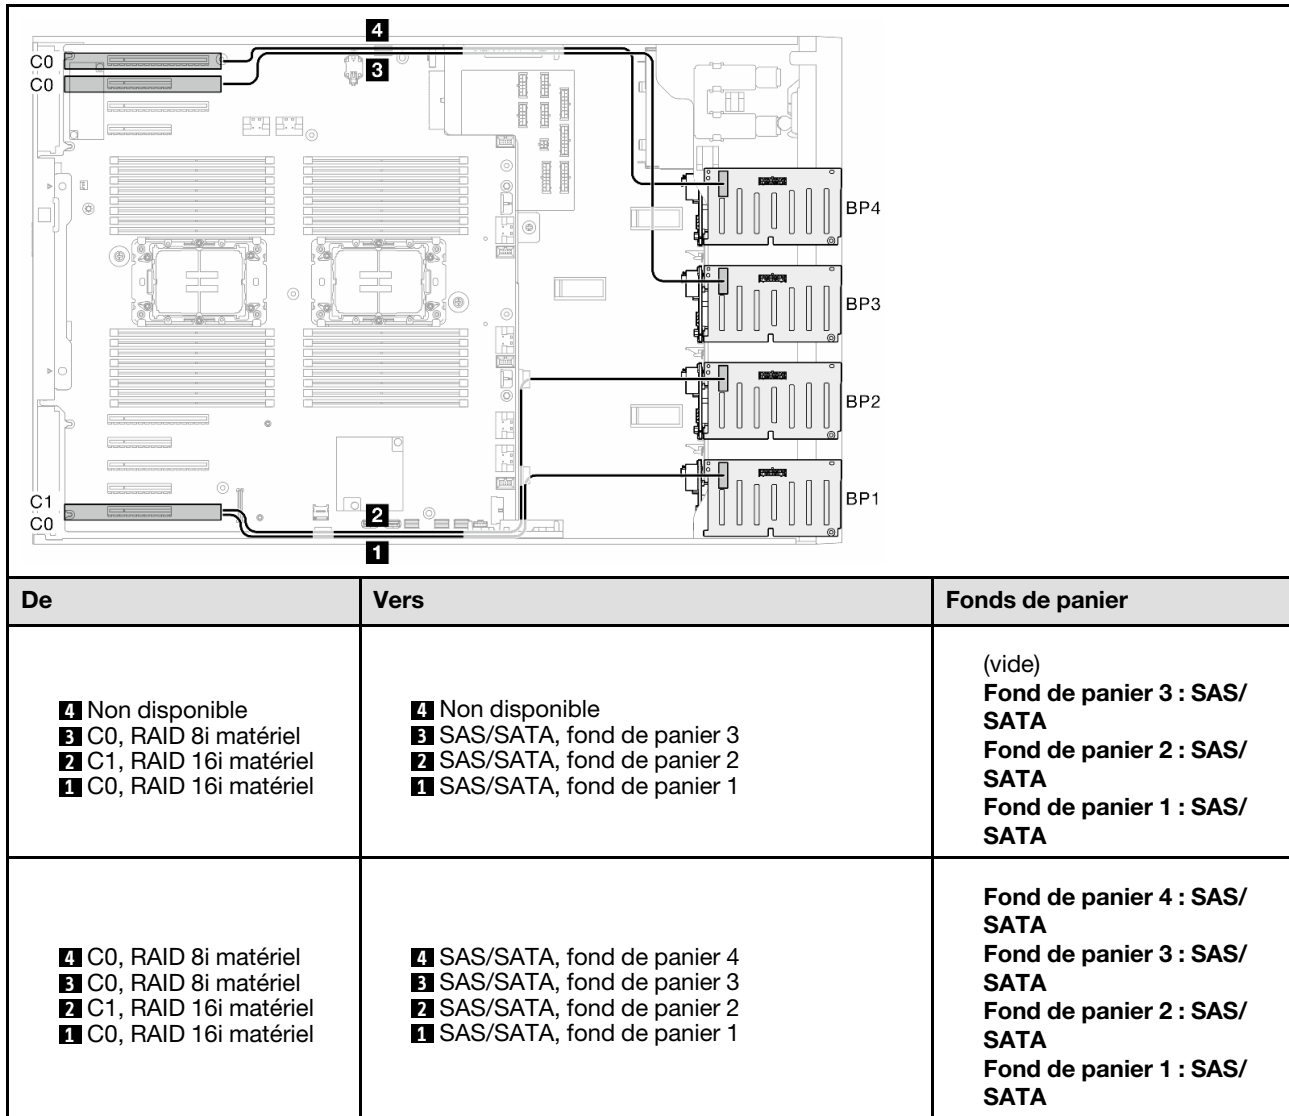 4
3
C0
C0
BP4
BP3
BP2
BP1
C1
C0
2
1
De
Vers
Fonds de panier
4 Non disponible
3 C0, RAID 8i matériel
2 C1, RAID 16i matériel
1 C0, RAID 16i matériel
4 Non disponible
3 SAS/SATA, fond de panier 3
2 SAS/SATA, fond de panier 2
1 SAS/SATA, fond de panier 1
(vide)
Fond de panier 3 : SAS/
SATA
Fond de panier 2 : SAS/
SATA
Fond de panier 1 : SAS/
SATA
4 C0, RAID 8i matériel
3 C0, RAID 8i matériel
2 C1, RAID 16i matériel
1 C0, RAID 16i matériel
4 SAS/SATA, fond de panier 4
3 SAS/SATA, fond de panier 3
2 SAS/SATA, fond de panier 2
1 SAS/SATA, fond de panier 1
Fond de panier 4 : SAS/
SATA
Fond de panier 3 : SAS/
SATA
Fond de panier 2 : SAS/
SATA
Fond de panier 1 : SAS/
SATA